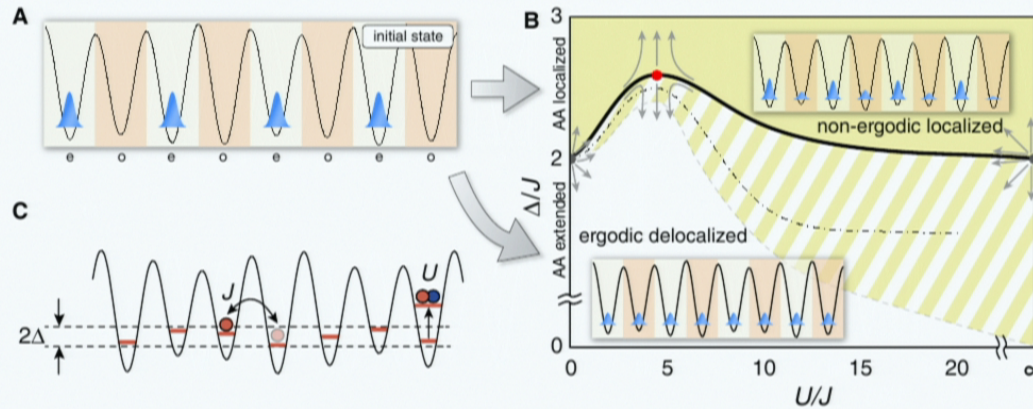 A
initial state
e o e o e o e o
B
3
2
0
Δ/J
AA localized
AA extended
non-ergodic localized
ergodic delocalized
0 5 10 15 20
U/J
C
J
U
2Δ